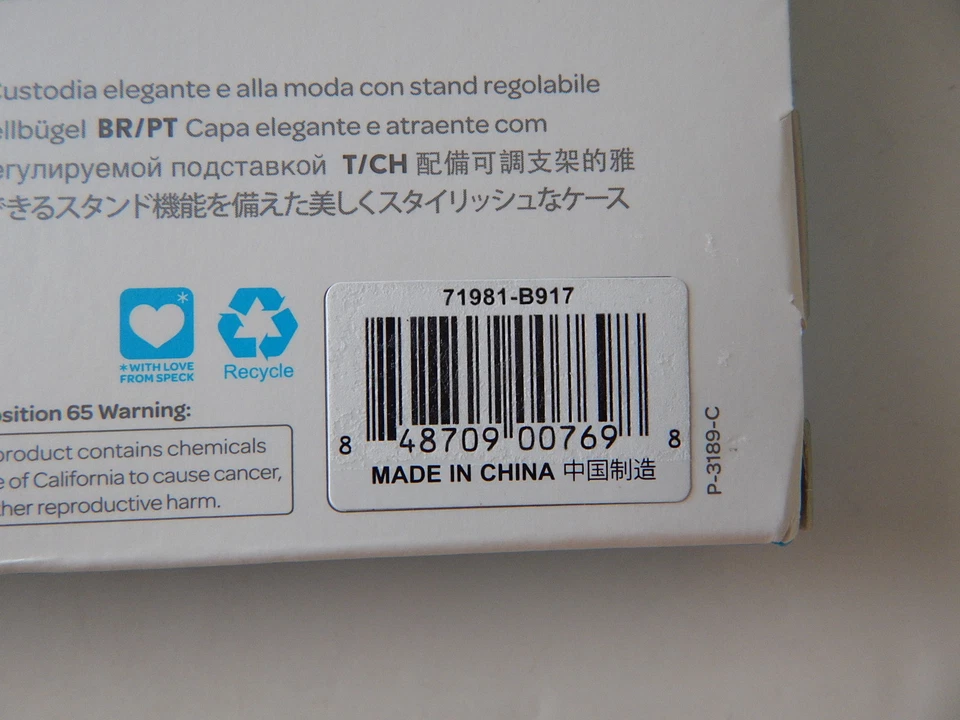 Custodia elegante e alla moda con stand regolabile
ellbügel BR/PT Capa elegante e atraente com
егулируемой подставкой T/CH 配備可調支架的雅
できるスタンド機能を備えた美しくスタイリッシュなケース
*WITH LOVE
FROM SPECK
Recycle
osition 65 Warning:
product contains chemicals
e of California to cause cancer,
her reproductive harm.
71981-B917
8 48709 00769 8
MADE IN CHINA 中国制造
P-3189-C